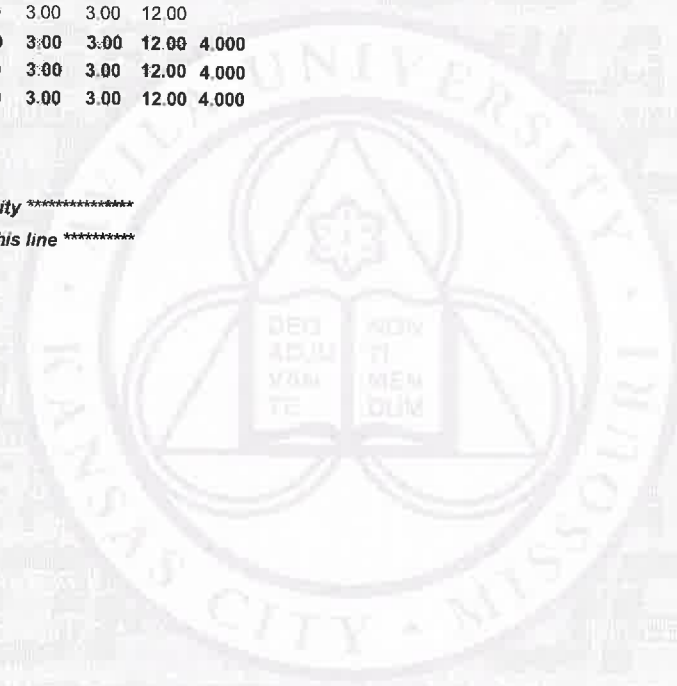 3.00 3.00 12.00
3.00 3.00 12.00 4.000
3.00 3.00 12.00 4.000
3.00 3.00 12.00 4.000
ity ***************
his line **********
UNIVERSITY
KANSAS CITY • MISSOURI
DEO NON
ADJU TI
VAN MEN
TE DUM